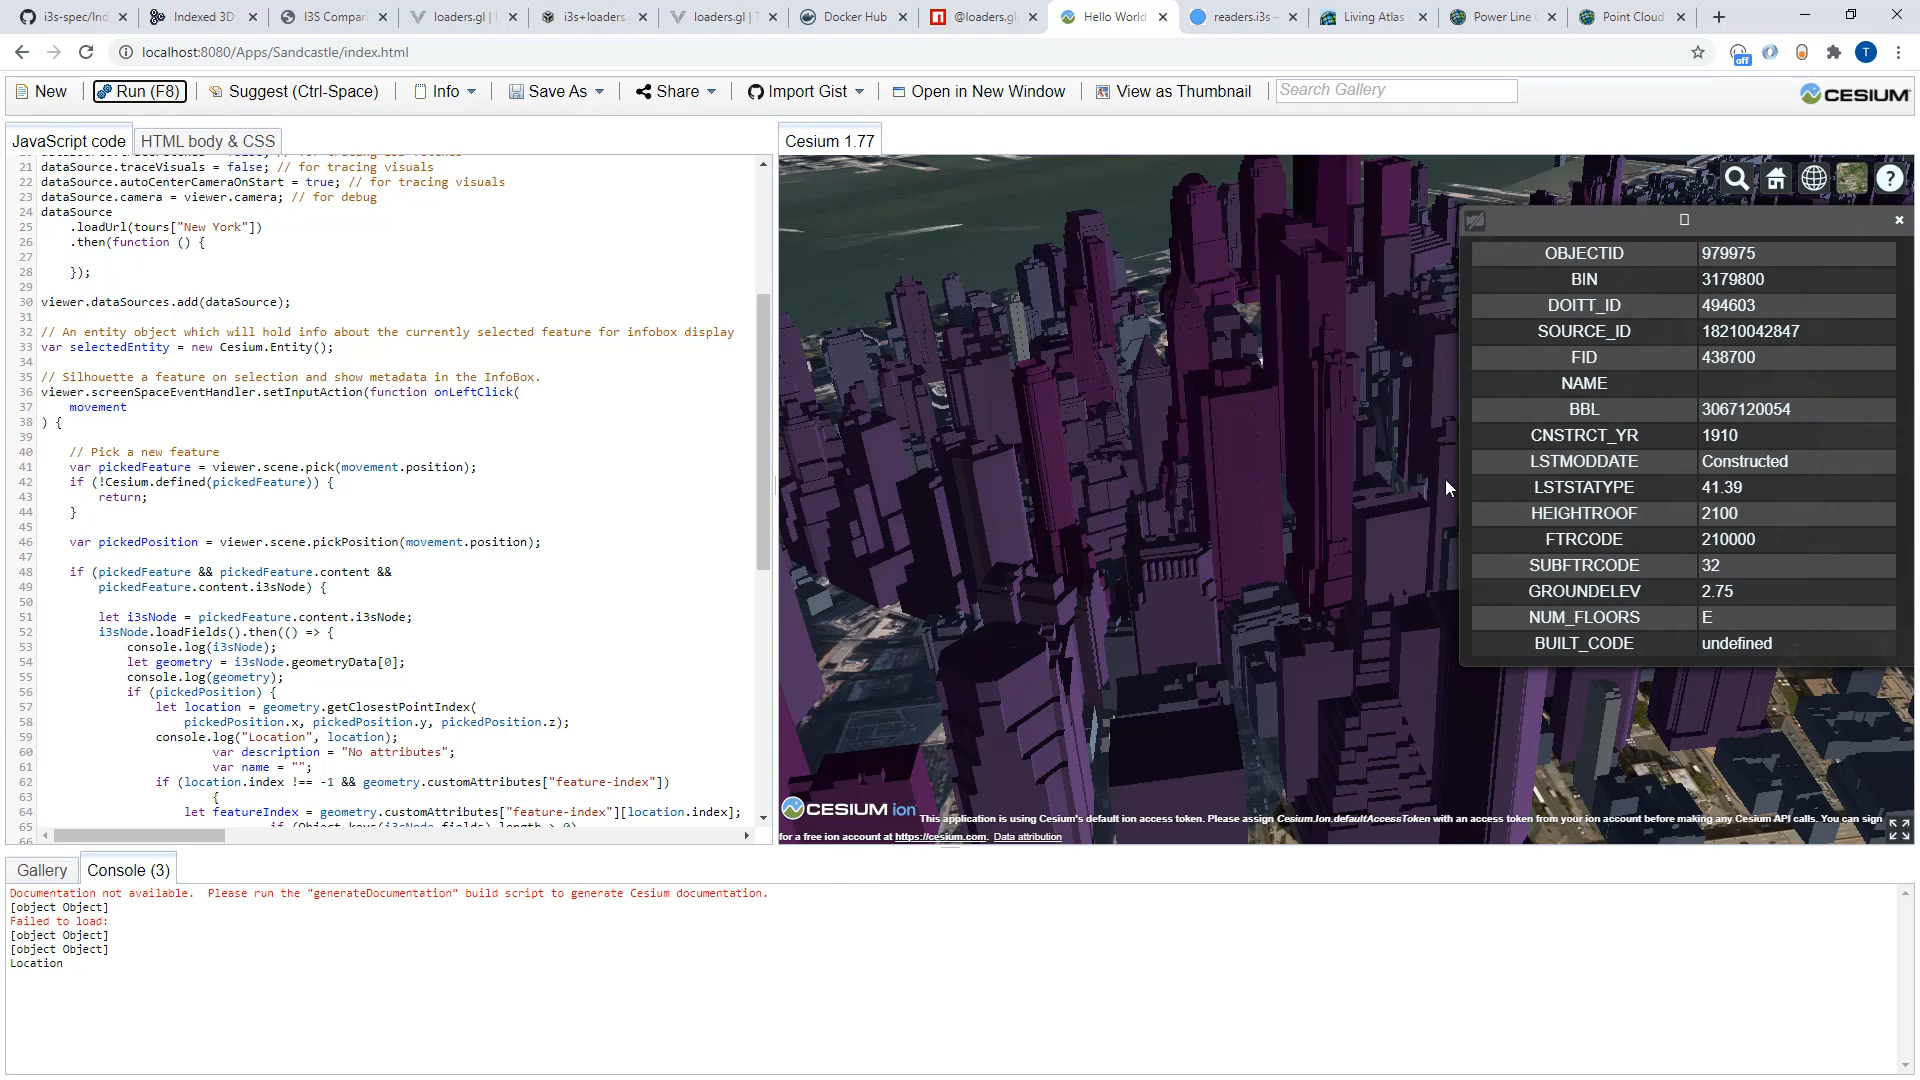 i3s-spec/Ind
Indexed 3D
I3S Compari
loaders.gl | I
i3s+loaders.
loaders.gl | T
Docker Hub
@loaders.gl
Hello World
readers.i3s –
Living Atlas
Power Line
Point Cloud
localhost:8080/Apps/Sandcastle/index.html
off
T
New
Run (F8)
Suggest (Ctrl-Space)
Info
Save As
Share
Import Gist
Open in New Window
View as Thumbnail
Search Gallery
CESIUM
JavaScript code
HTML body & CSS
Cesium 1.77
21 dataSource.traceVisuals = false; // for tracing visuals
22 dataSource.autoCenterCameraOnStart = true; // for tracing visuals
23 dataSource.camera = viewer.camera; // for debug
24 dataSource
25 .loadUrl(tours["New York"])
26 .then(function () {
27
28 });
29
30 viewer.dataSources.add(dataSource);
31
32 // An entity object which will hold info about the currently selected feature for infobox display
33 var selectedEntity = new Cesium.Entity();
34
35 // Silhouette a feature on selection and show metadata in the InfoBox.
36 viewer.screenSpaceEventHandler.setInputAction(function onLeftClick(
37 movement
38 ) {
39
40 // Pick a new feature
41 var pickedFeature = viewer.scene.pick(movement.position);
42 if (!Cesium.defined(pickedFeature)) {
43 return;
44 }
45
46 var pickedPosition = viewer.scene.pickPosition(movement.position);
47
48 if (pickedFeature && pickedFeature.content &&
49 pickedFeature.content.i3sNode) {
50
51 let i3sNode = pickedFeature.content.i3sNode;
52 i3sNode.loadFields().then(() => {
53 console.log(i3sNode);
54 let geometry = i3sNode.geometryData[0];
55 console.log(geometry);
56 if (pickedPosition) {
57 let location = geometry.getClosestPointIndex(
58 pickedPosition.x, pickedPosition.y, pickedPosition.z);
59 console.log("Location", location);
60 var description = "No attributes";
61 var name = "";
62 if (location.index !== -1 && geometry.customAttributes["feature-index"])
63 {
64 let featureIndex = geometry.customAttributes["feature-index"][location.index];
65 if (Object.keys(i3sNode.fields).length > 0)
66
OBJECTID 979975
BIN 3179800
DOITT_ID 494603
SOURCE_ID 18210042847
FID 438700
NAME
BBL 3067120054
CNSTRCT_YR 1910
LSTMODDATE Constructed
LSTSTATYPE 41.39
HEIGHTROOF 2100
FTRCODE 210000
SUBFTRCODE 32
GROUNDELEV 2.75
NUM_FLOORS E
BUILT_CODE undefined
CESIUM ion This application is using Cesium's default ion access token. Please assign Cesium.Ion.defaultAccessToken with an access token from your ion account before making any Cesium API calls. You can sign
for a free ion account at https://cesium.com. Data attribution
Gallery
Console (3)
Documentation not available. Please run the "generateDocumentation" build script to generate Cesium documentation.
[object Object]
Failed to load:
[object Object]
[object Object]
Location